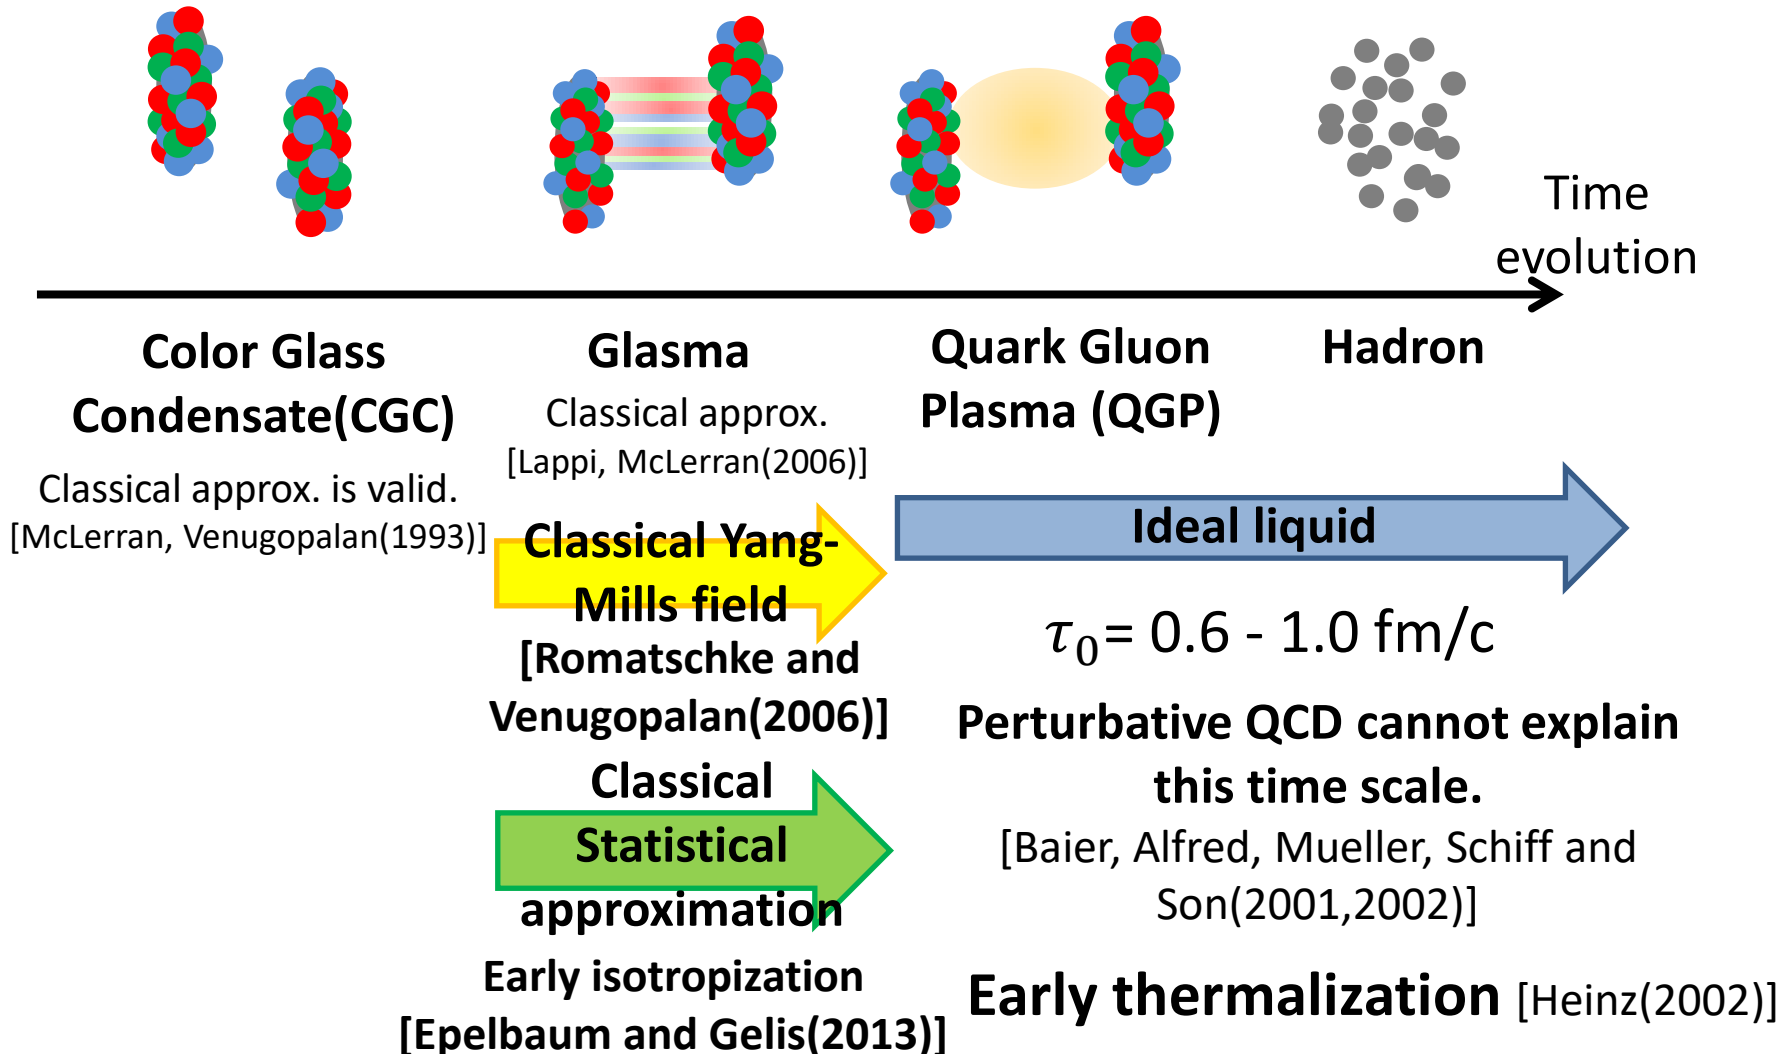 Time
evolution
Color Glass
Condensate(CGC)
Classical approx. is valid.
[McLerran, Venugopalan(1993)]
Glasma
Classical approx.
[Lappi, McLerran(2006)]
Classical Yang-
Mills field
[Romatschke and
Venugopalan(2006)]
Classical
Statistical
approximation
Early isotropization
[Epelbaum and Gelis(2013)]
Quark Gluon
Plasma (QGP)
Hadron
Ideal liquid
τ₀= 0.6 - 1.0 fm/c
Perturbative QCD cannot explain
this time scale.
[Baier, Alfred, Mueller, Schiff and
Son(2001,2002)]
Early thermalization [Heinz(2002)]